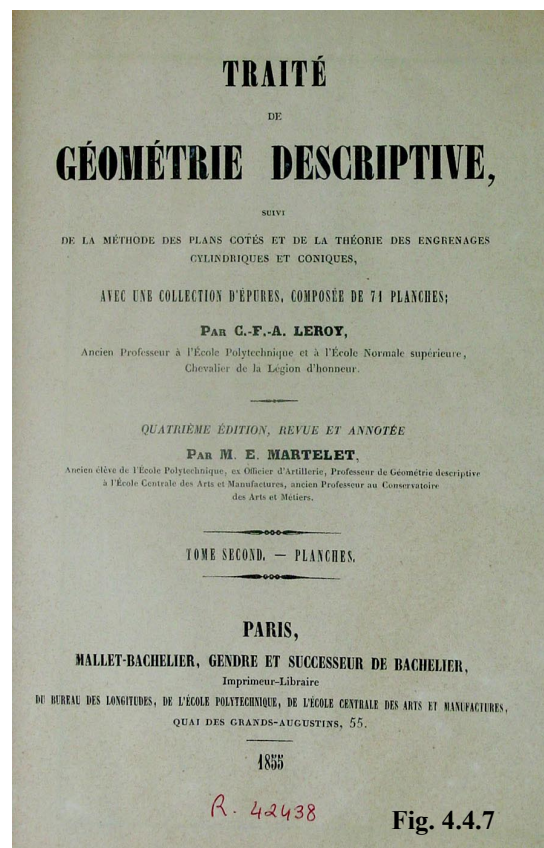 TRAITÉ
DE
GÉOMÉTRIE DESCRIPTIVE,
SUIVI
DE LA MÉTHODE DES PLANS COTÉS ET DE LA THÉORIE DES ENGRENAGES
CYLINDRIQUES ET CONIQUES,
AVEC UNE COLLECTION D'ÉPURES, COMPOSÉE DE 71 PLANCHES;
PAR C.-F.-A. LEROY,
Ancien Professeur à l'École Polytechnique et à l'École Normale supérieure,
Chevalier de la Légion d'honneur.
QUATRIÈME ÉDITION, REVUE ET ANNOTÉE
PAR M. E. MARTELET,
Ancien élève de l'École Polytechnique, ex Officier d'Artillerie, Professeur de Géométrie descriptive
à l'École Centrale des Arts et Manufactures, ancien Professeur au Conservatoire
des Arts et Métiers.
TOME SECOND. — PLANCHES.
PARIS,
MALLET-BACHELIER, GENDRE ET SUCCESSEUR DE BACHELIER,
Imprimeur-Libraire
DU BUREAU DES LONGITUDES, DE L'ÉCOLE POLYTECHNIQUE, DE L'ÉCOLE CENTRALE DES ARTS ET MANUFACTURES,
QUAI DES GRANDS-AUGUSTINS, 55.
1855
R. 42438
Fig. 4.4.7